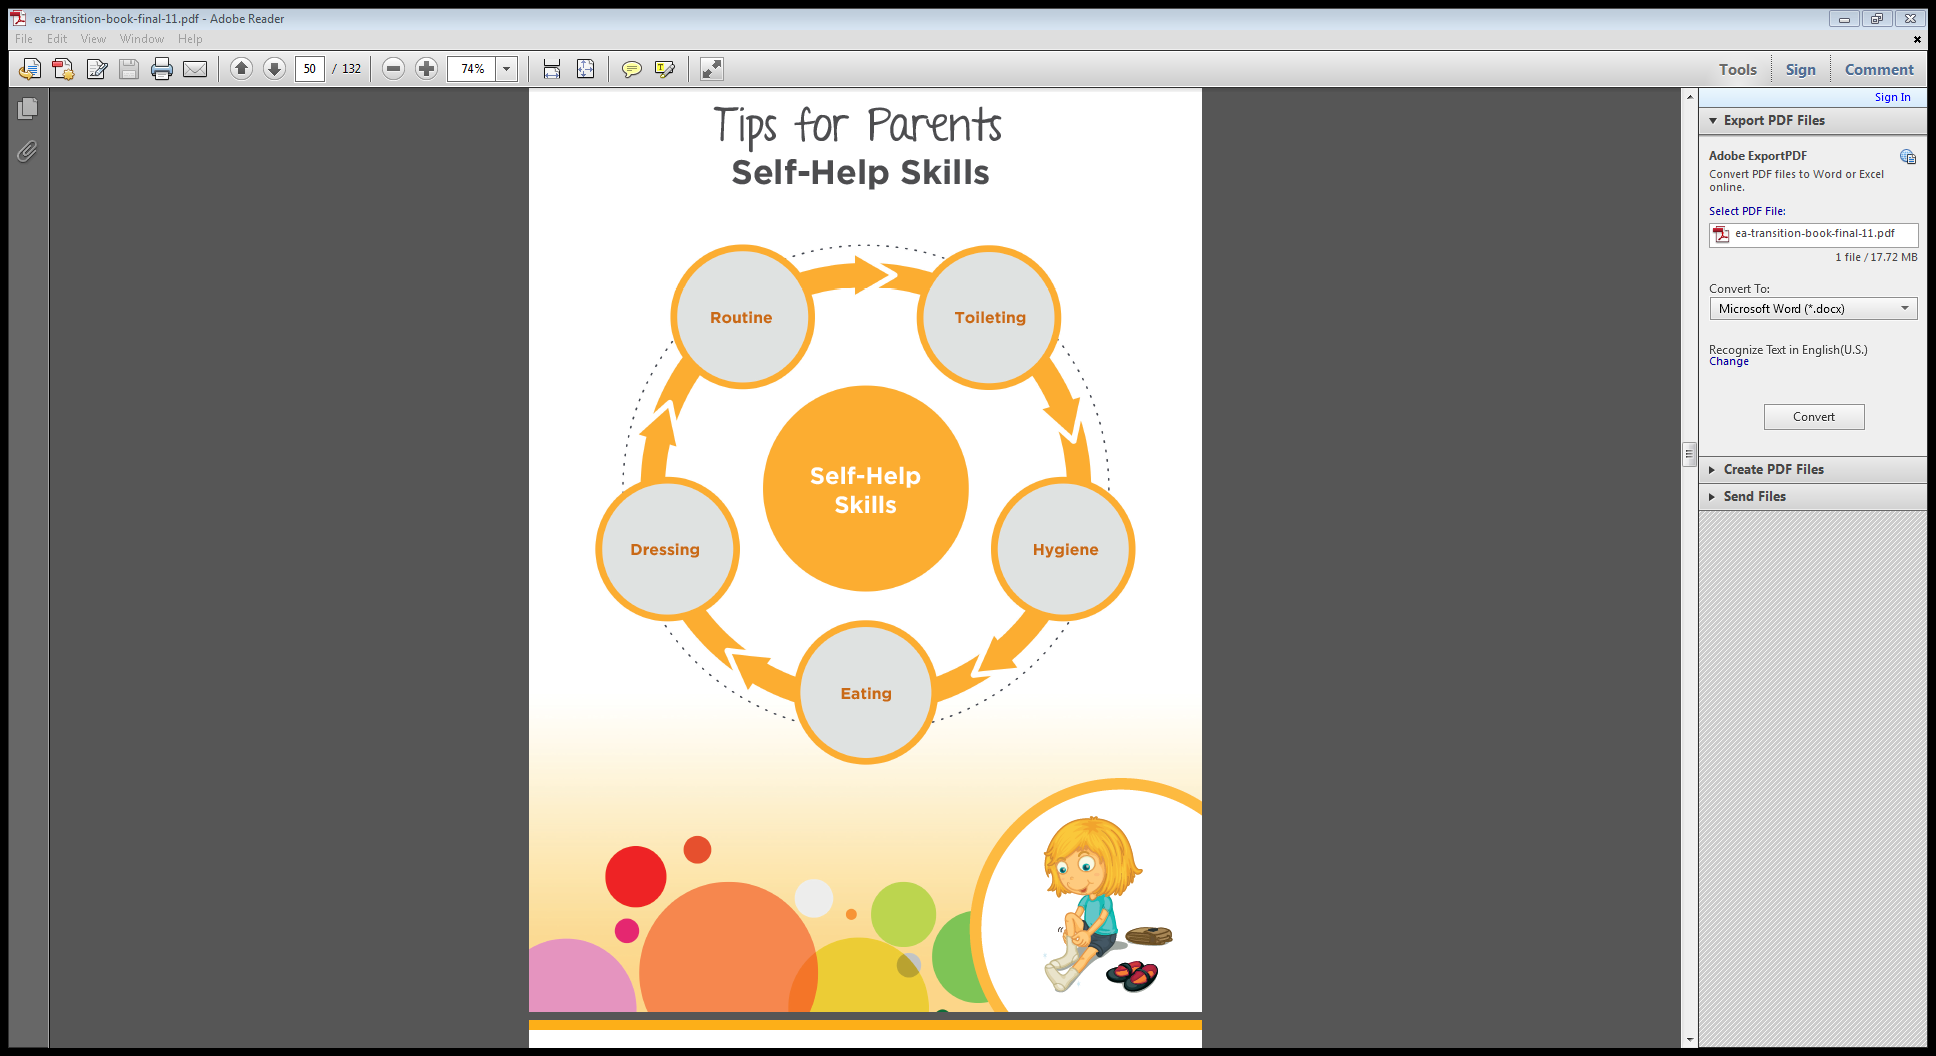 ea-transition-book-final-11.pdf - Adobe Reader
File Edit View Window Help
50 / 132 74% Tools Sign Comment
Sign In
Export PDF Files
Adobe ExportPDF
Convert PDF files to Word or Excel
online.
Select PDF File:
ea-transition-book-final-11.pdf
1 file / 17.72 MB
Convert To:
Microsoft Word (*.docx)
Recognize Text in English(U.S.)
Change
Convert
Create PDF Files
Send Files
Tips for Parents
Self-Help Skills
Routine
Toileting
Self-Help
Skills
Dressing
Hygiene
Eating